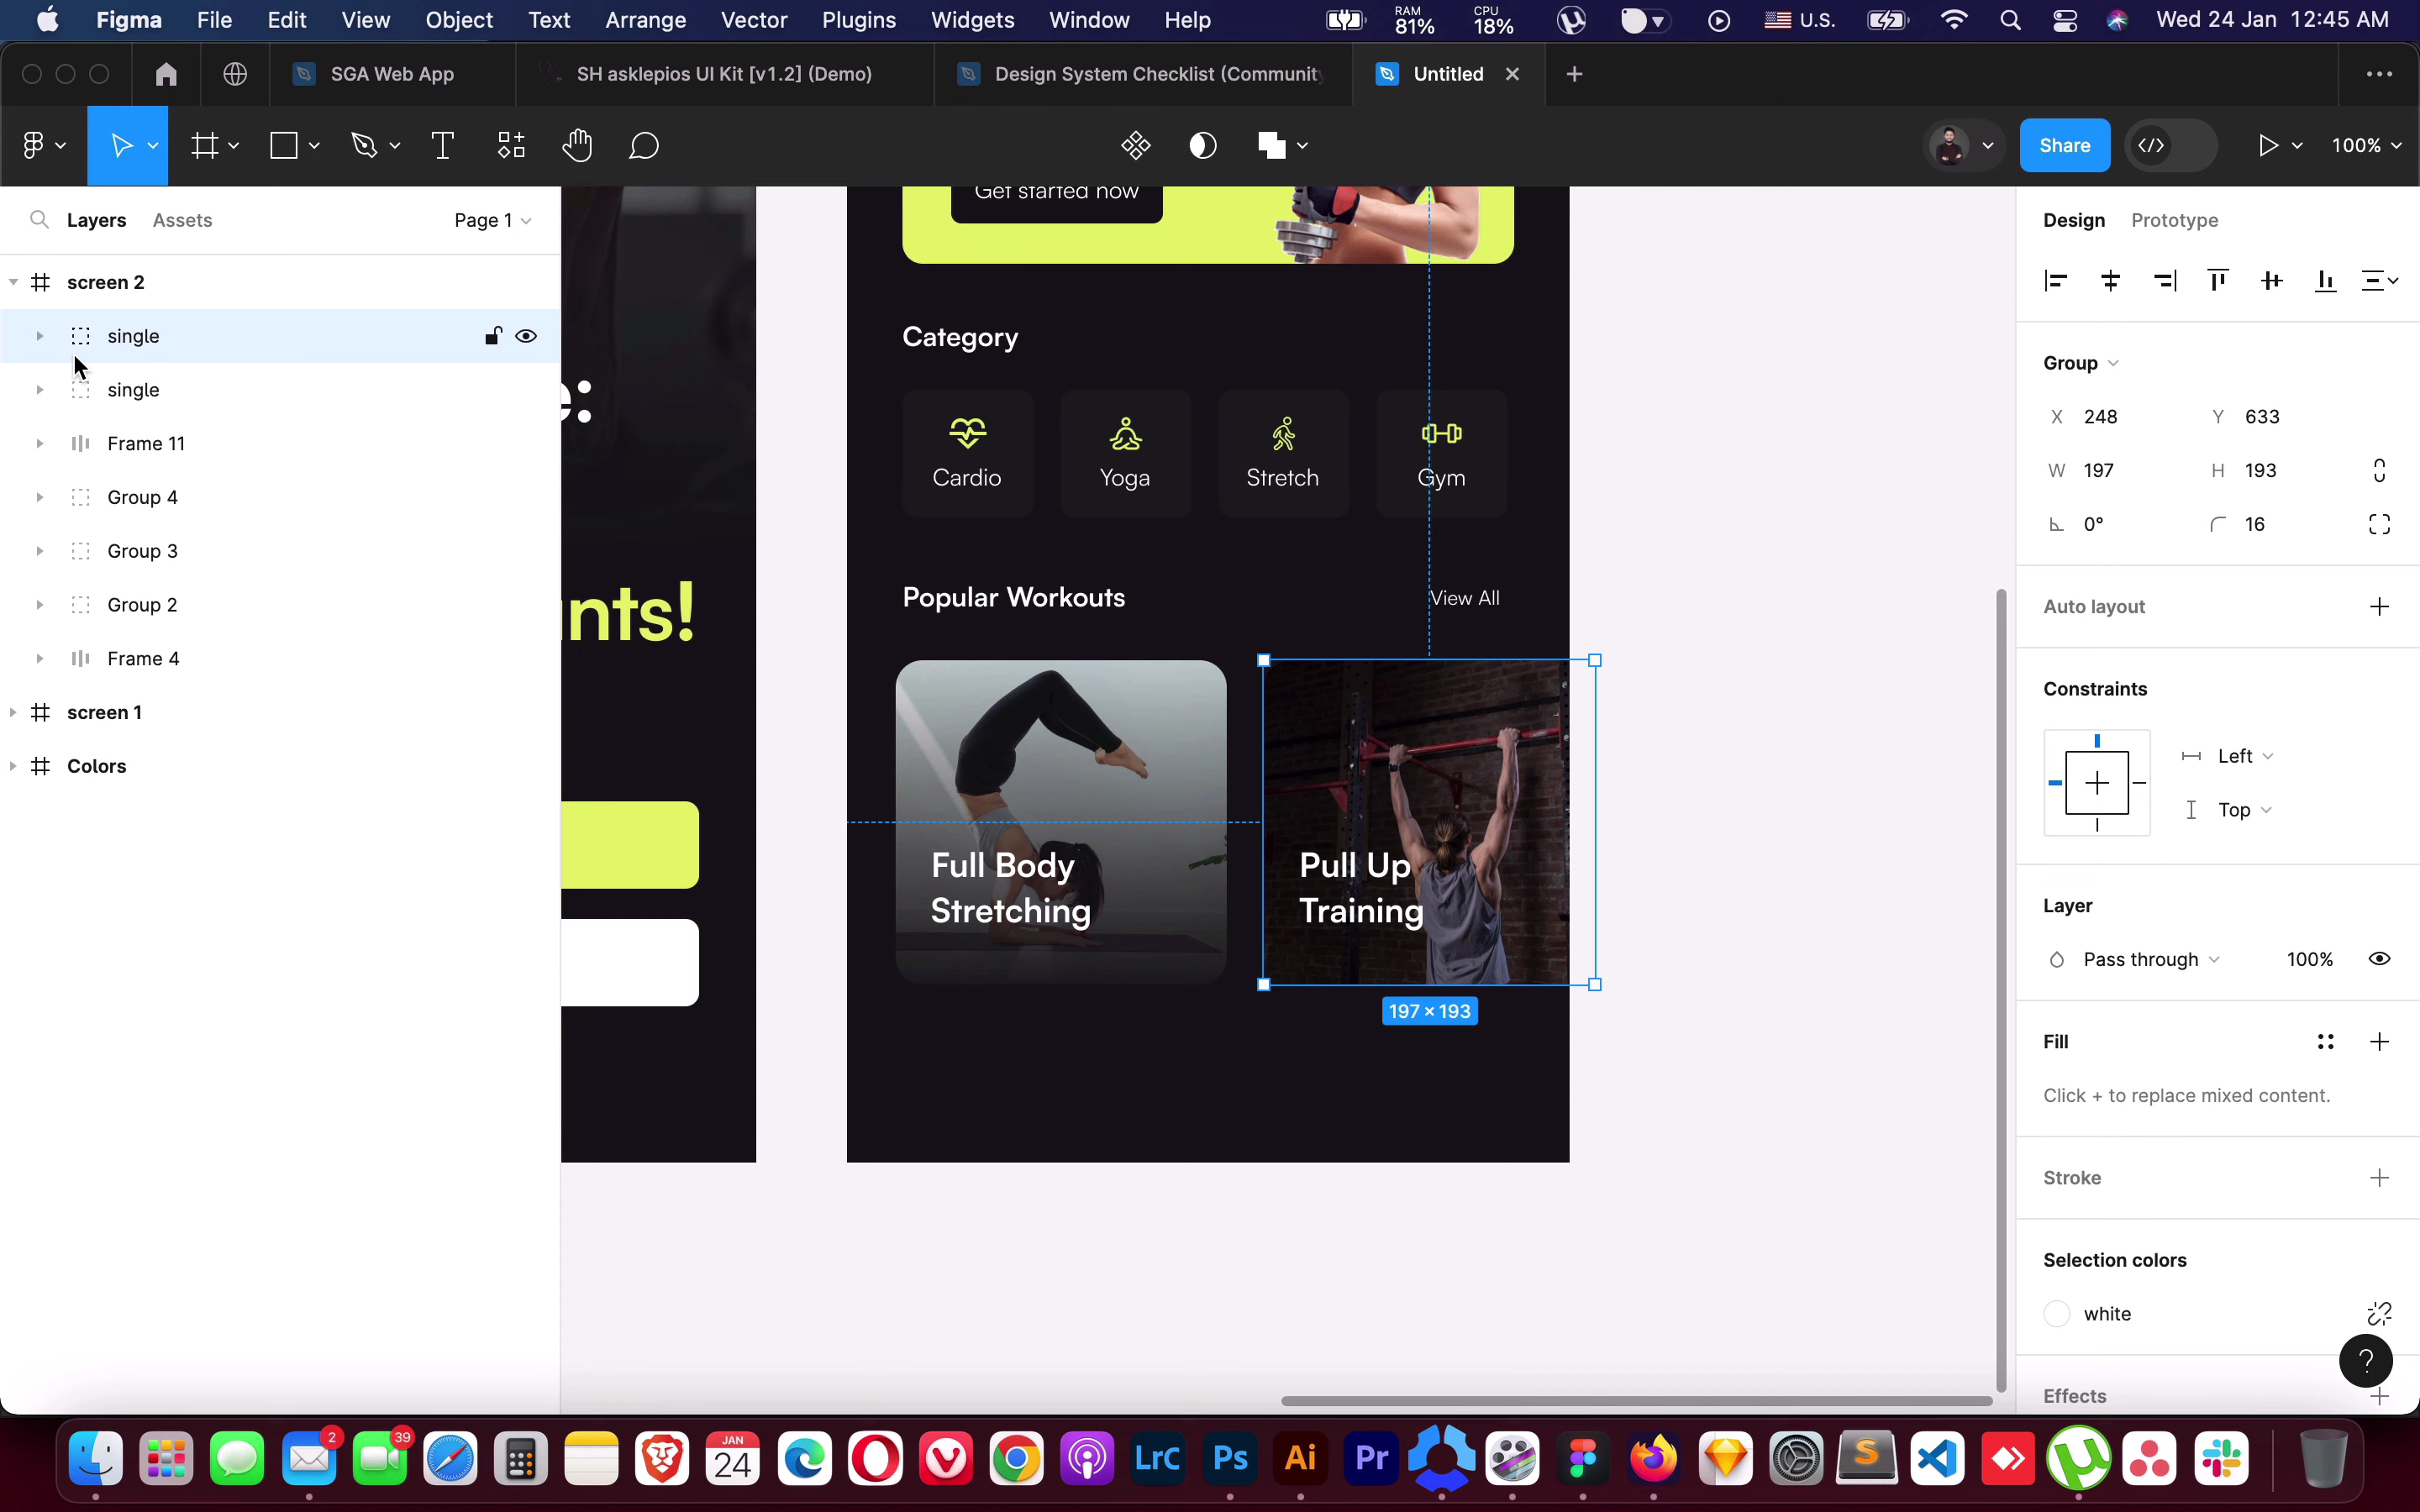 Figma File Edit View Object Text Arrange Vector Plugins Widgets Window Help
RAM 81% CPU 18% U.S. Wed 24 Jan 12:45 AM
SGA Web App
SH asklepios UI Kit [v1.2] (Demo)
Design System Checklist (Community
Untitled
Share
100%
Layers Assets Page 1
screen 2
single
single
Frame 11
Group 4
Group 3
Group 2
Frame 4
screen 1
Colors
e:
nts!
Get started now
Category
Cardio
Yoga
Stretch
Gym
Popular Workouts
View All
Full Body
Stretching
Pull Up
Training
197 × 193
Design Prototype
Group
X 248 Y 633
W 197 H 193
0° 16
Auto layout
Constraints
Left
Top
Layer
Pass through 100%
Fill
Click + to replace mixed content.
Stroke
Selection colors
white
?
Effects
2
39
JAN
24
LrC
Ps
Ai
Pr
S